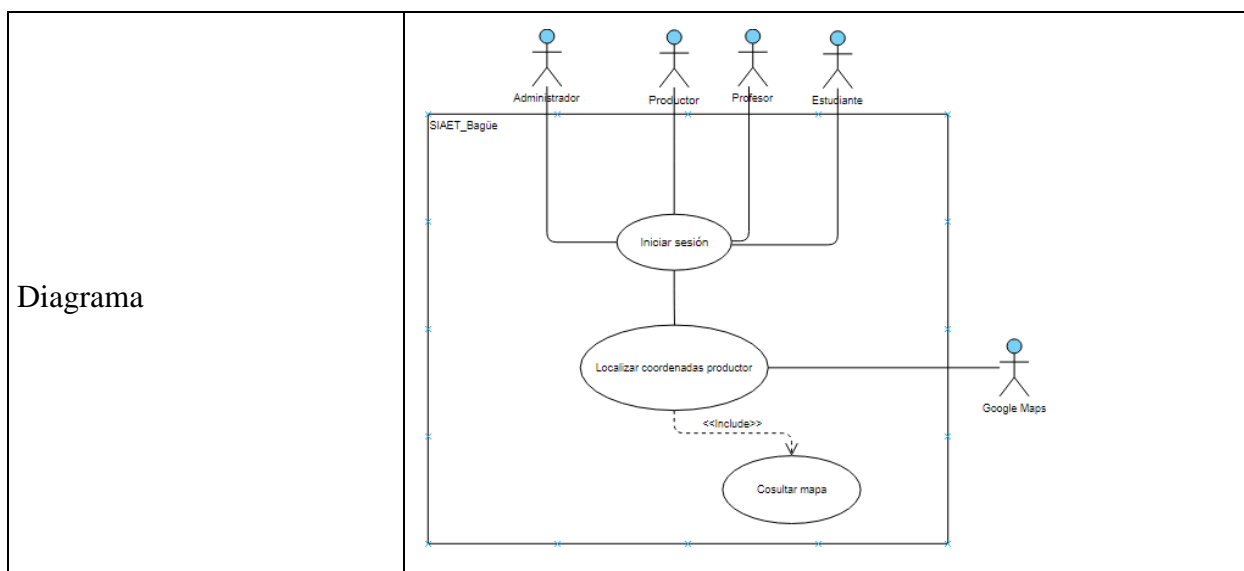 Diagrama
Administrador
Productor
Profesor
Estudiante
SIAET_Bagüe
Iniciar sesión
Localizar coordenadas productor
Google Maps
<<Include>>
Cosultar mapa